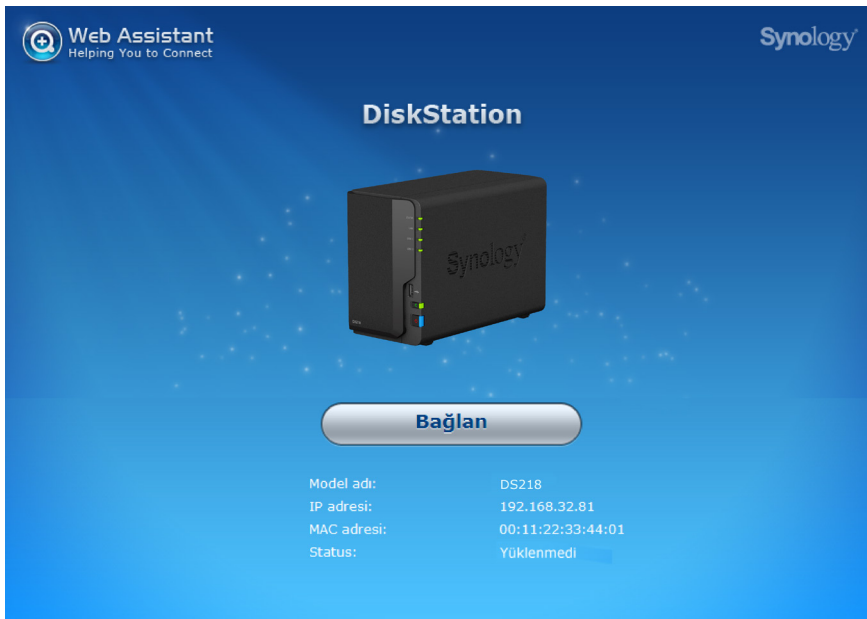 Web Assistant
Helping You to Connect
Synology
DiskStation
Synology
Bağlan
Model adı: DS218
IP adresi: 192.168.32.81
MAC adresi: 00:11:22:33:44:01
Status: Yüklenmedi